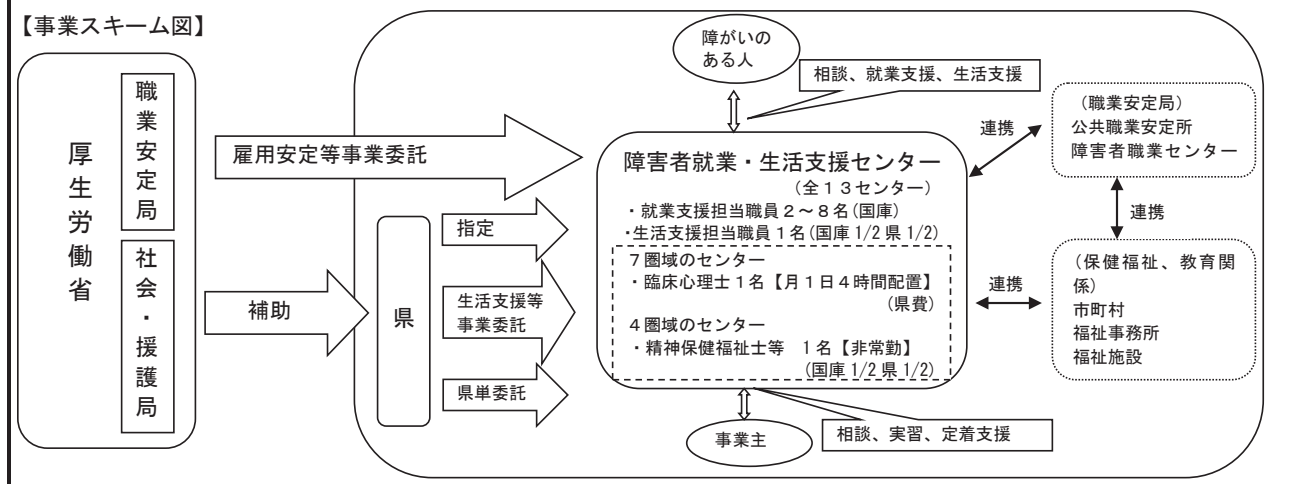 【事業スキーム図】
厚生労働省
職業安定局
社会・援護局
雇用安定等事業委託
補助
県
指定
生活支援等
事業委託
県単委託
障がいの
ある人
相談、就業支援、生活支援
障害者就業・生活支援センター
（全１３センター）
・就業支援担当職員２～８名(国庫)
・生活支援担当職員１名(国庫 1/2 県 1/2)
７圏域のセンター
・臨床心理士１名【月１日４時間配置】
(県費)
４圏域のセンター
・精神保健福祉士等　１名【非常勤】
(国庫 1/2 県 1/2)
事業主
相談、実習、定着支援
連携
（職業安定局）
公共職業安定所
障害者職業センター
連携
連携
（保健福祉、教育関
係）
市町村
福祉事務所
福祉施設